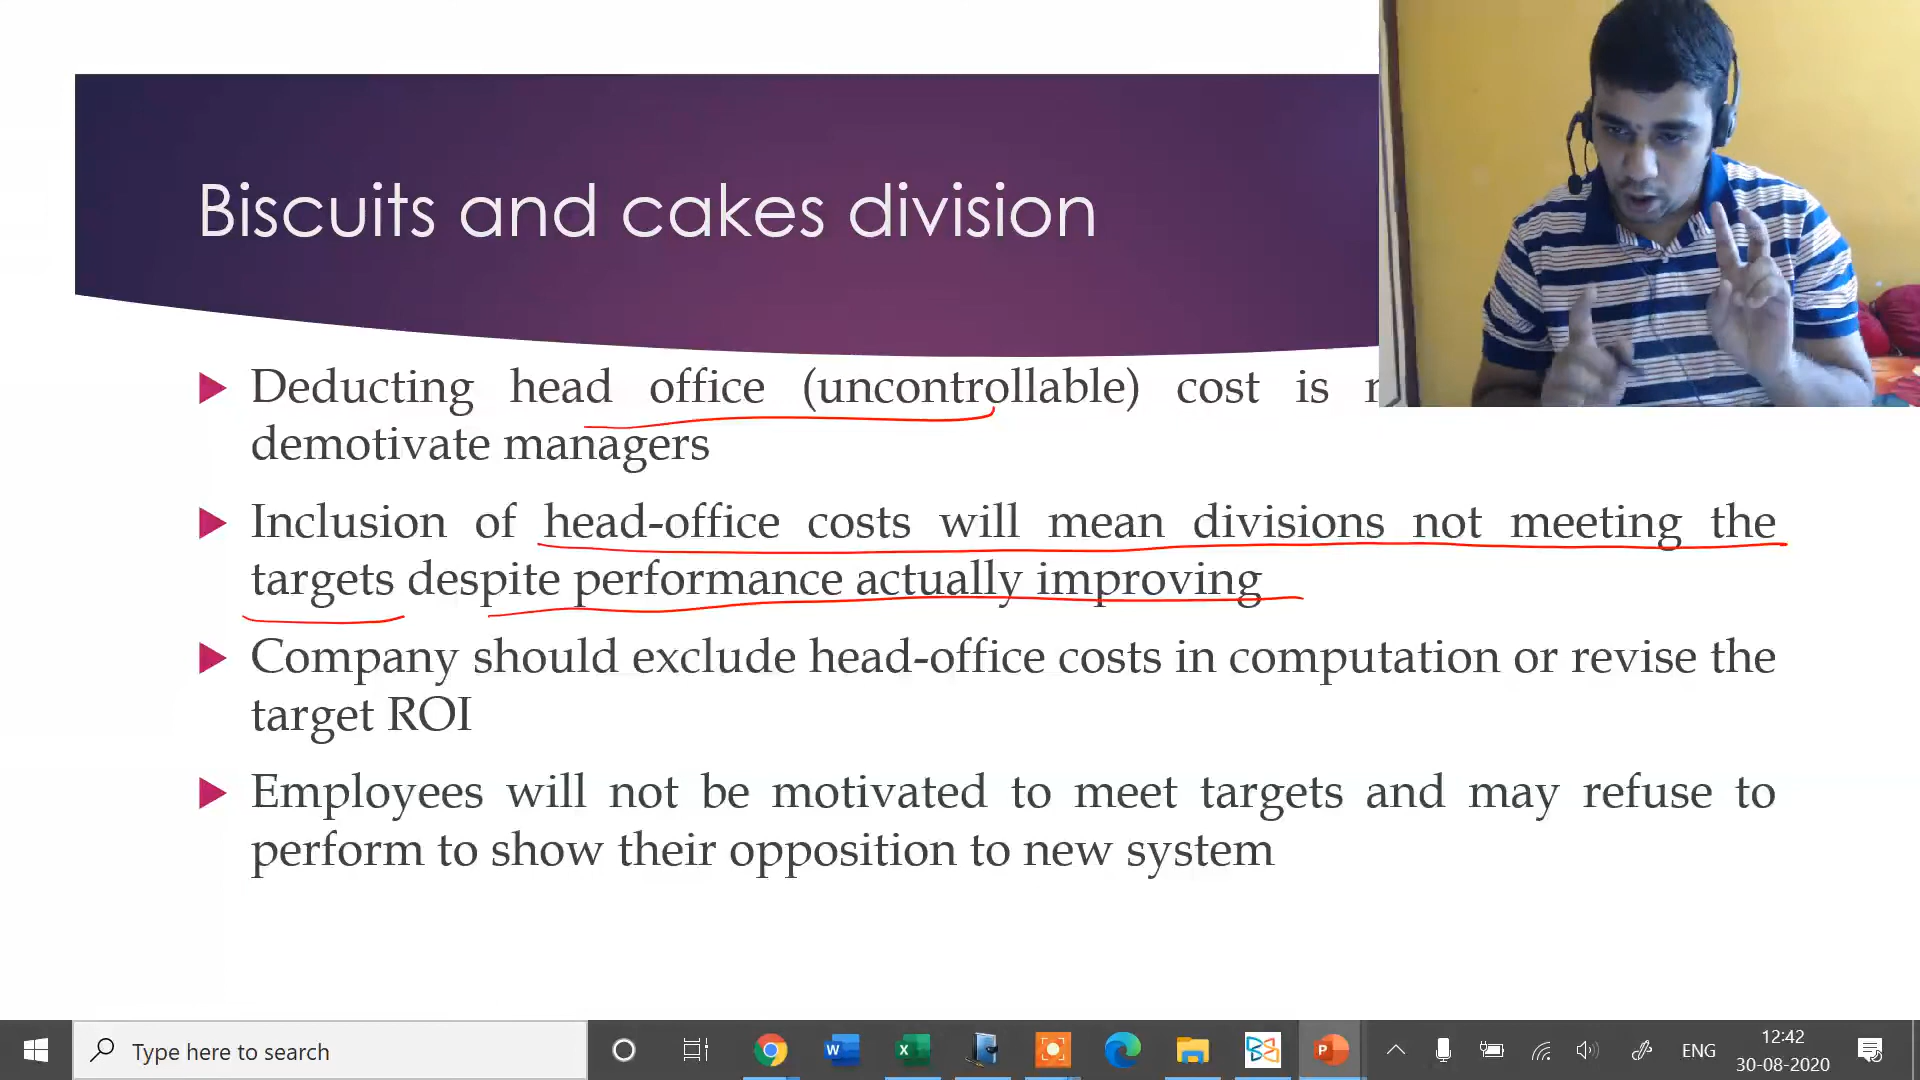 Biscuits and cakes division
Deducting head office (uncontrollable) cost is
demotivate managers
Inclusion of head-office costs will mean divisions not meeting the
targets despite performance actually improving
Company should exclude head-office costs in computation or revise the
target ROI
Employees will not be motivated to meet targets and may refuse to
perform to show their opposition to new system
Type here to search
W
X
P
ENG
12:42
30-08-2020